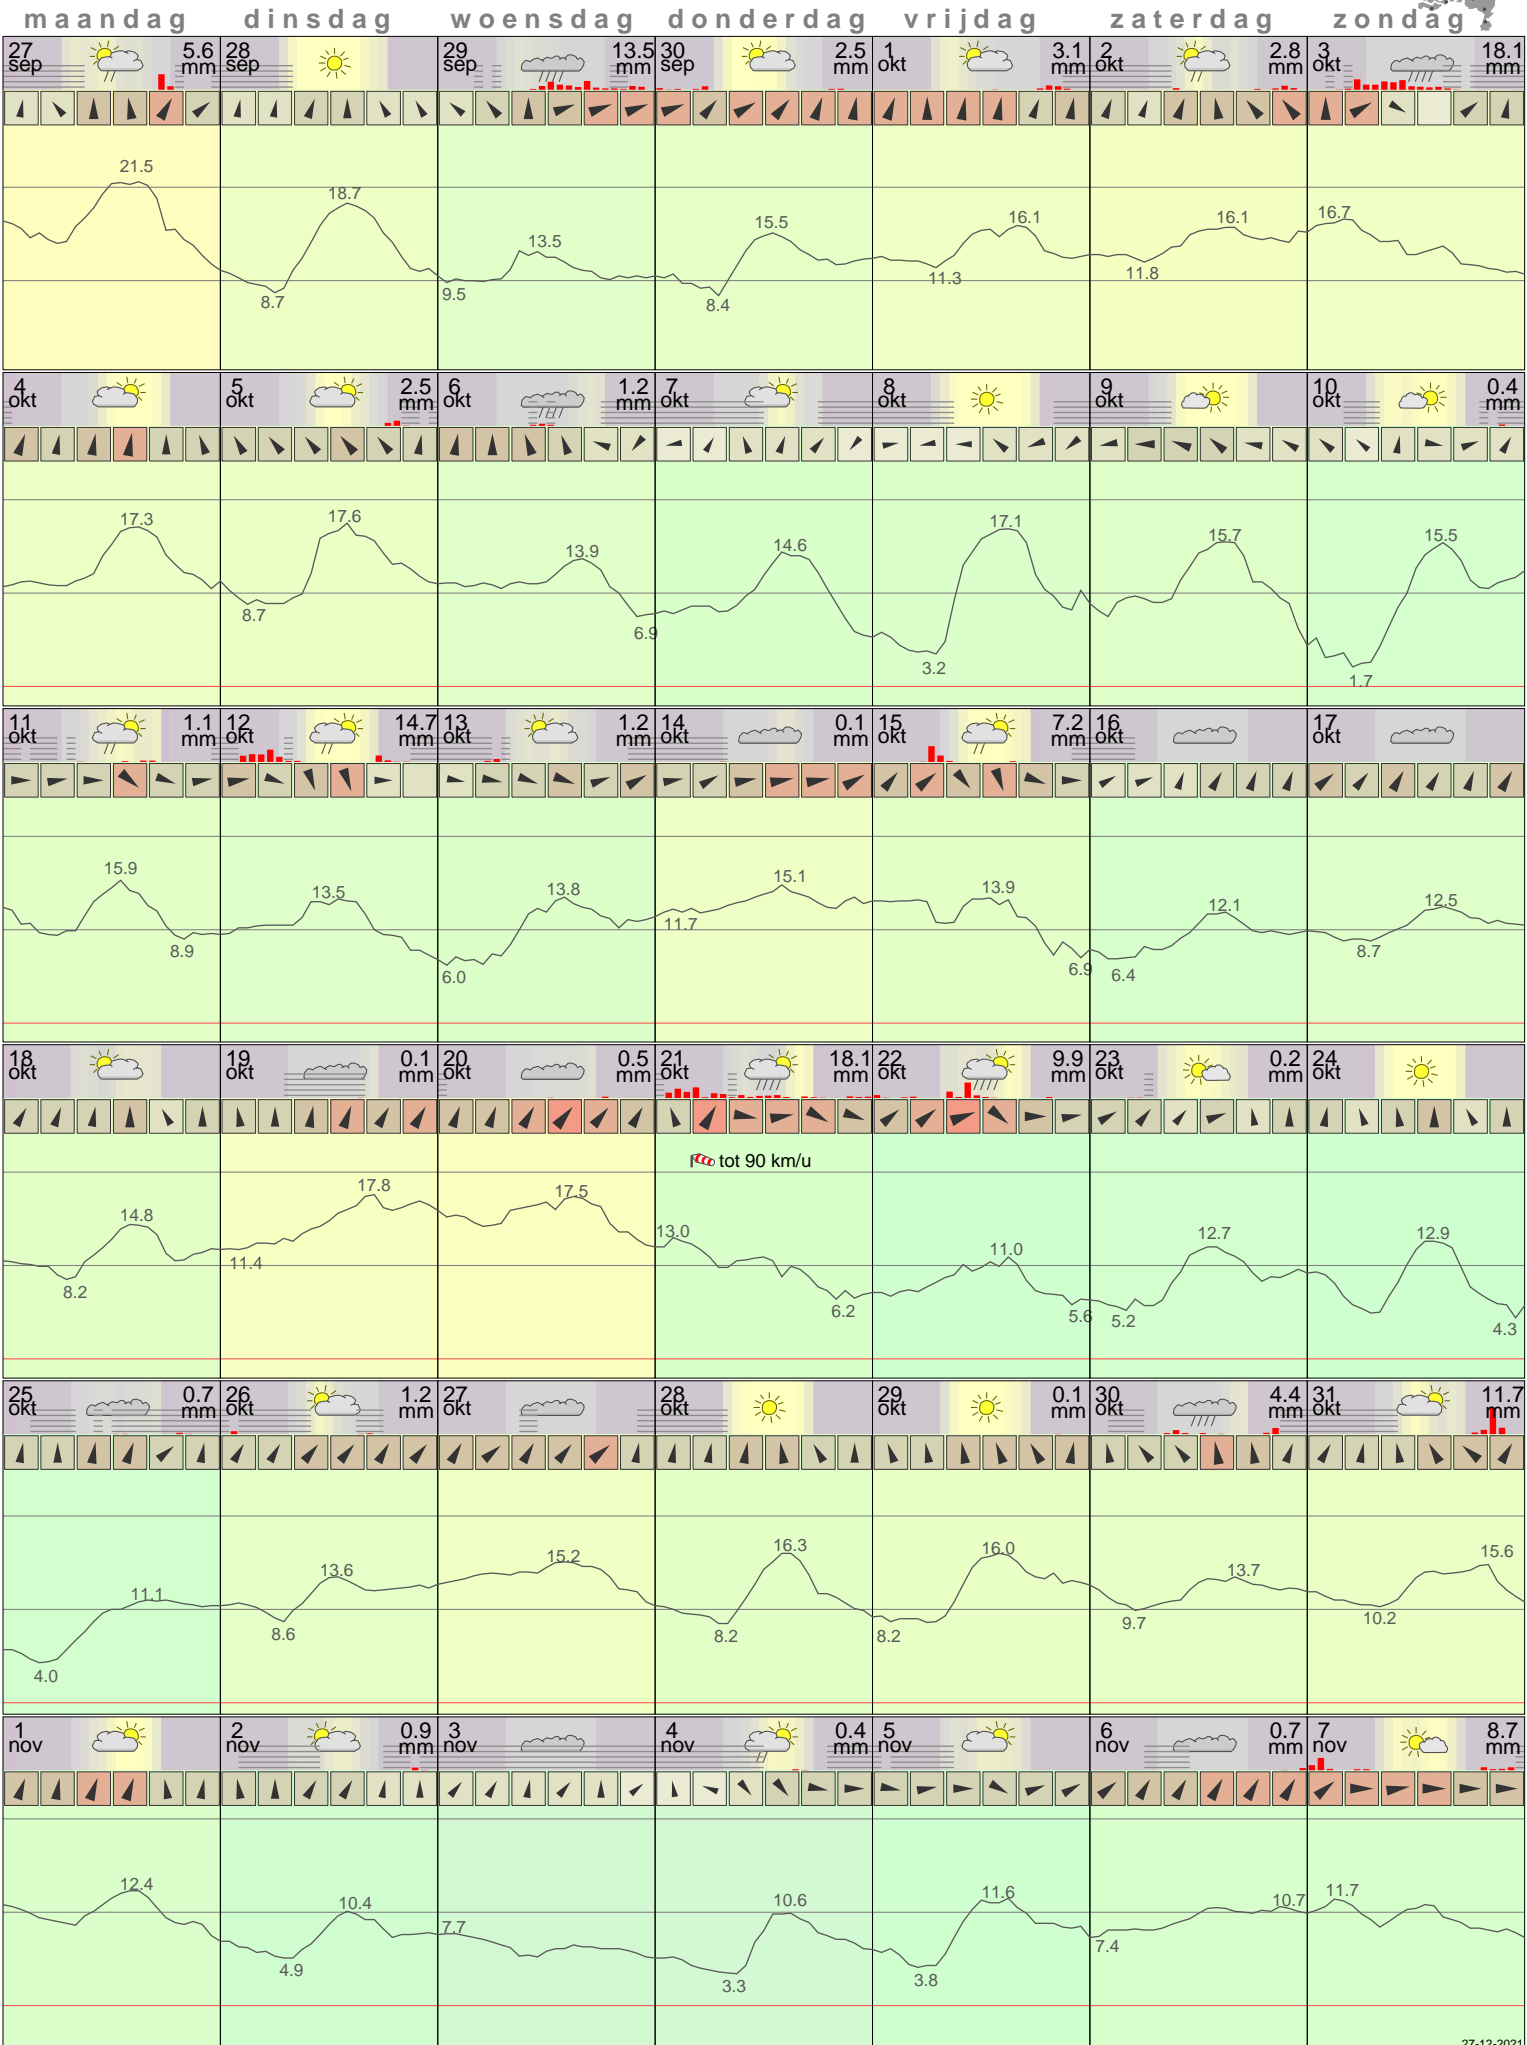 maandag dinsdag woensdag donderdag vrijdag zaterdag zondag
27 5.6 28 29 13.5 30 2.5 1 3.1 2 2.8 3 18.1
sep mm sep sep mm sep mm okt mm okt mm okt mm
21.5 18.7 13.5 15.5 16.1 16.1 16.7
8.7 9.5 8.4 11.3 11.8
4 5 2.5 6 1.2 7 8 9 10 0.4
okt okt mm okt mm okt okt okt okt mm
17.3 17.6 13.9 14.6 17.1 15.7 15.5
8.7 6.9 3.2 1.7
11 1.1 12 14.7 13 1.2 14 0.1 15 7.2 16 17
okt mm okt mm okt mm okt mm okt mm okt okt
15.9 13.5 13.8 15.1 13.9 12.1 12.5
8.9 6.0 11.7 6.9 6.4 8.7
18 19 0.1 20 0.5 21 18.1 22 9.9 23 0.2 24
okt okt mm okt mm okt mm okt mm okt mm okt
tot 90 km/u
14.8 17.8 17.5 13.0 11.0 12.7 12.9
8.2 11.4 6.2 5.6 5.2 4.3
25 0.7 26 1.2 27 28 29 0.1 30 4.4 31 11.7
okt mm okt mm okt okt okt mm okt mm okt mm
11.1 13.6 15.2 16.3 16.0 13.7 15.6
4.0 8.6 8.2 8.2 9.7 10.2
1 2 0.9 3 4 0.4 5 6 0.7 7 8.7
nov nov mm nov nov mm nov nov mm nov mm
12.4 10.4 7.7 10.6 11.6 10.7 11.7
4.9 3.3 3.8 7.4
27-12-2021